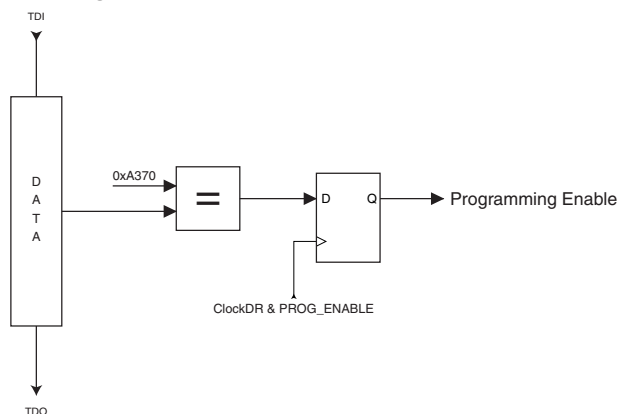 TDI
0xA370
D
A
T
A
=
D
Q
Programming Enable
ClockDR & PROG_ENABLE
TDO